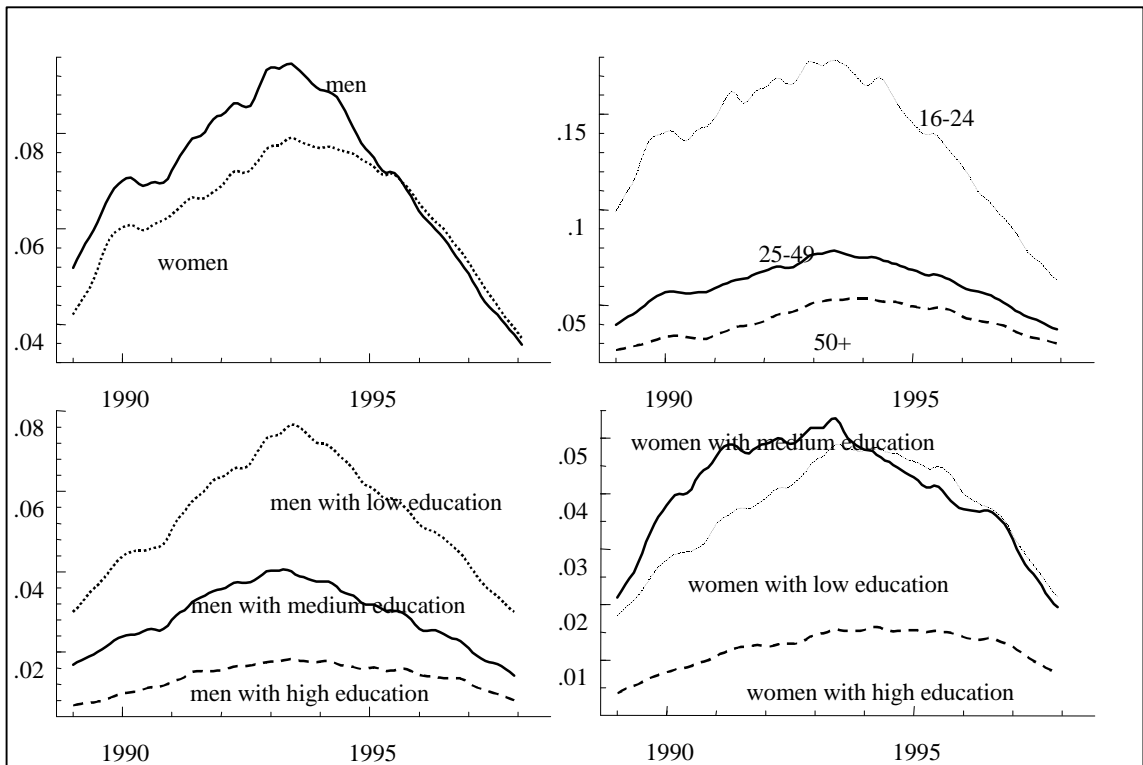 men
.08
.06
women
.04
1990 1995
16-24
.15
.1
25-49
.05
50+
1990 1995
.08
.06
men with low education
.04
men with medium education
.02
men with high education
1990 1995
women with medium education
.05
.04
.03
women with low education
.02
.01
women with high education
1990 1995